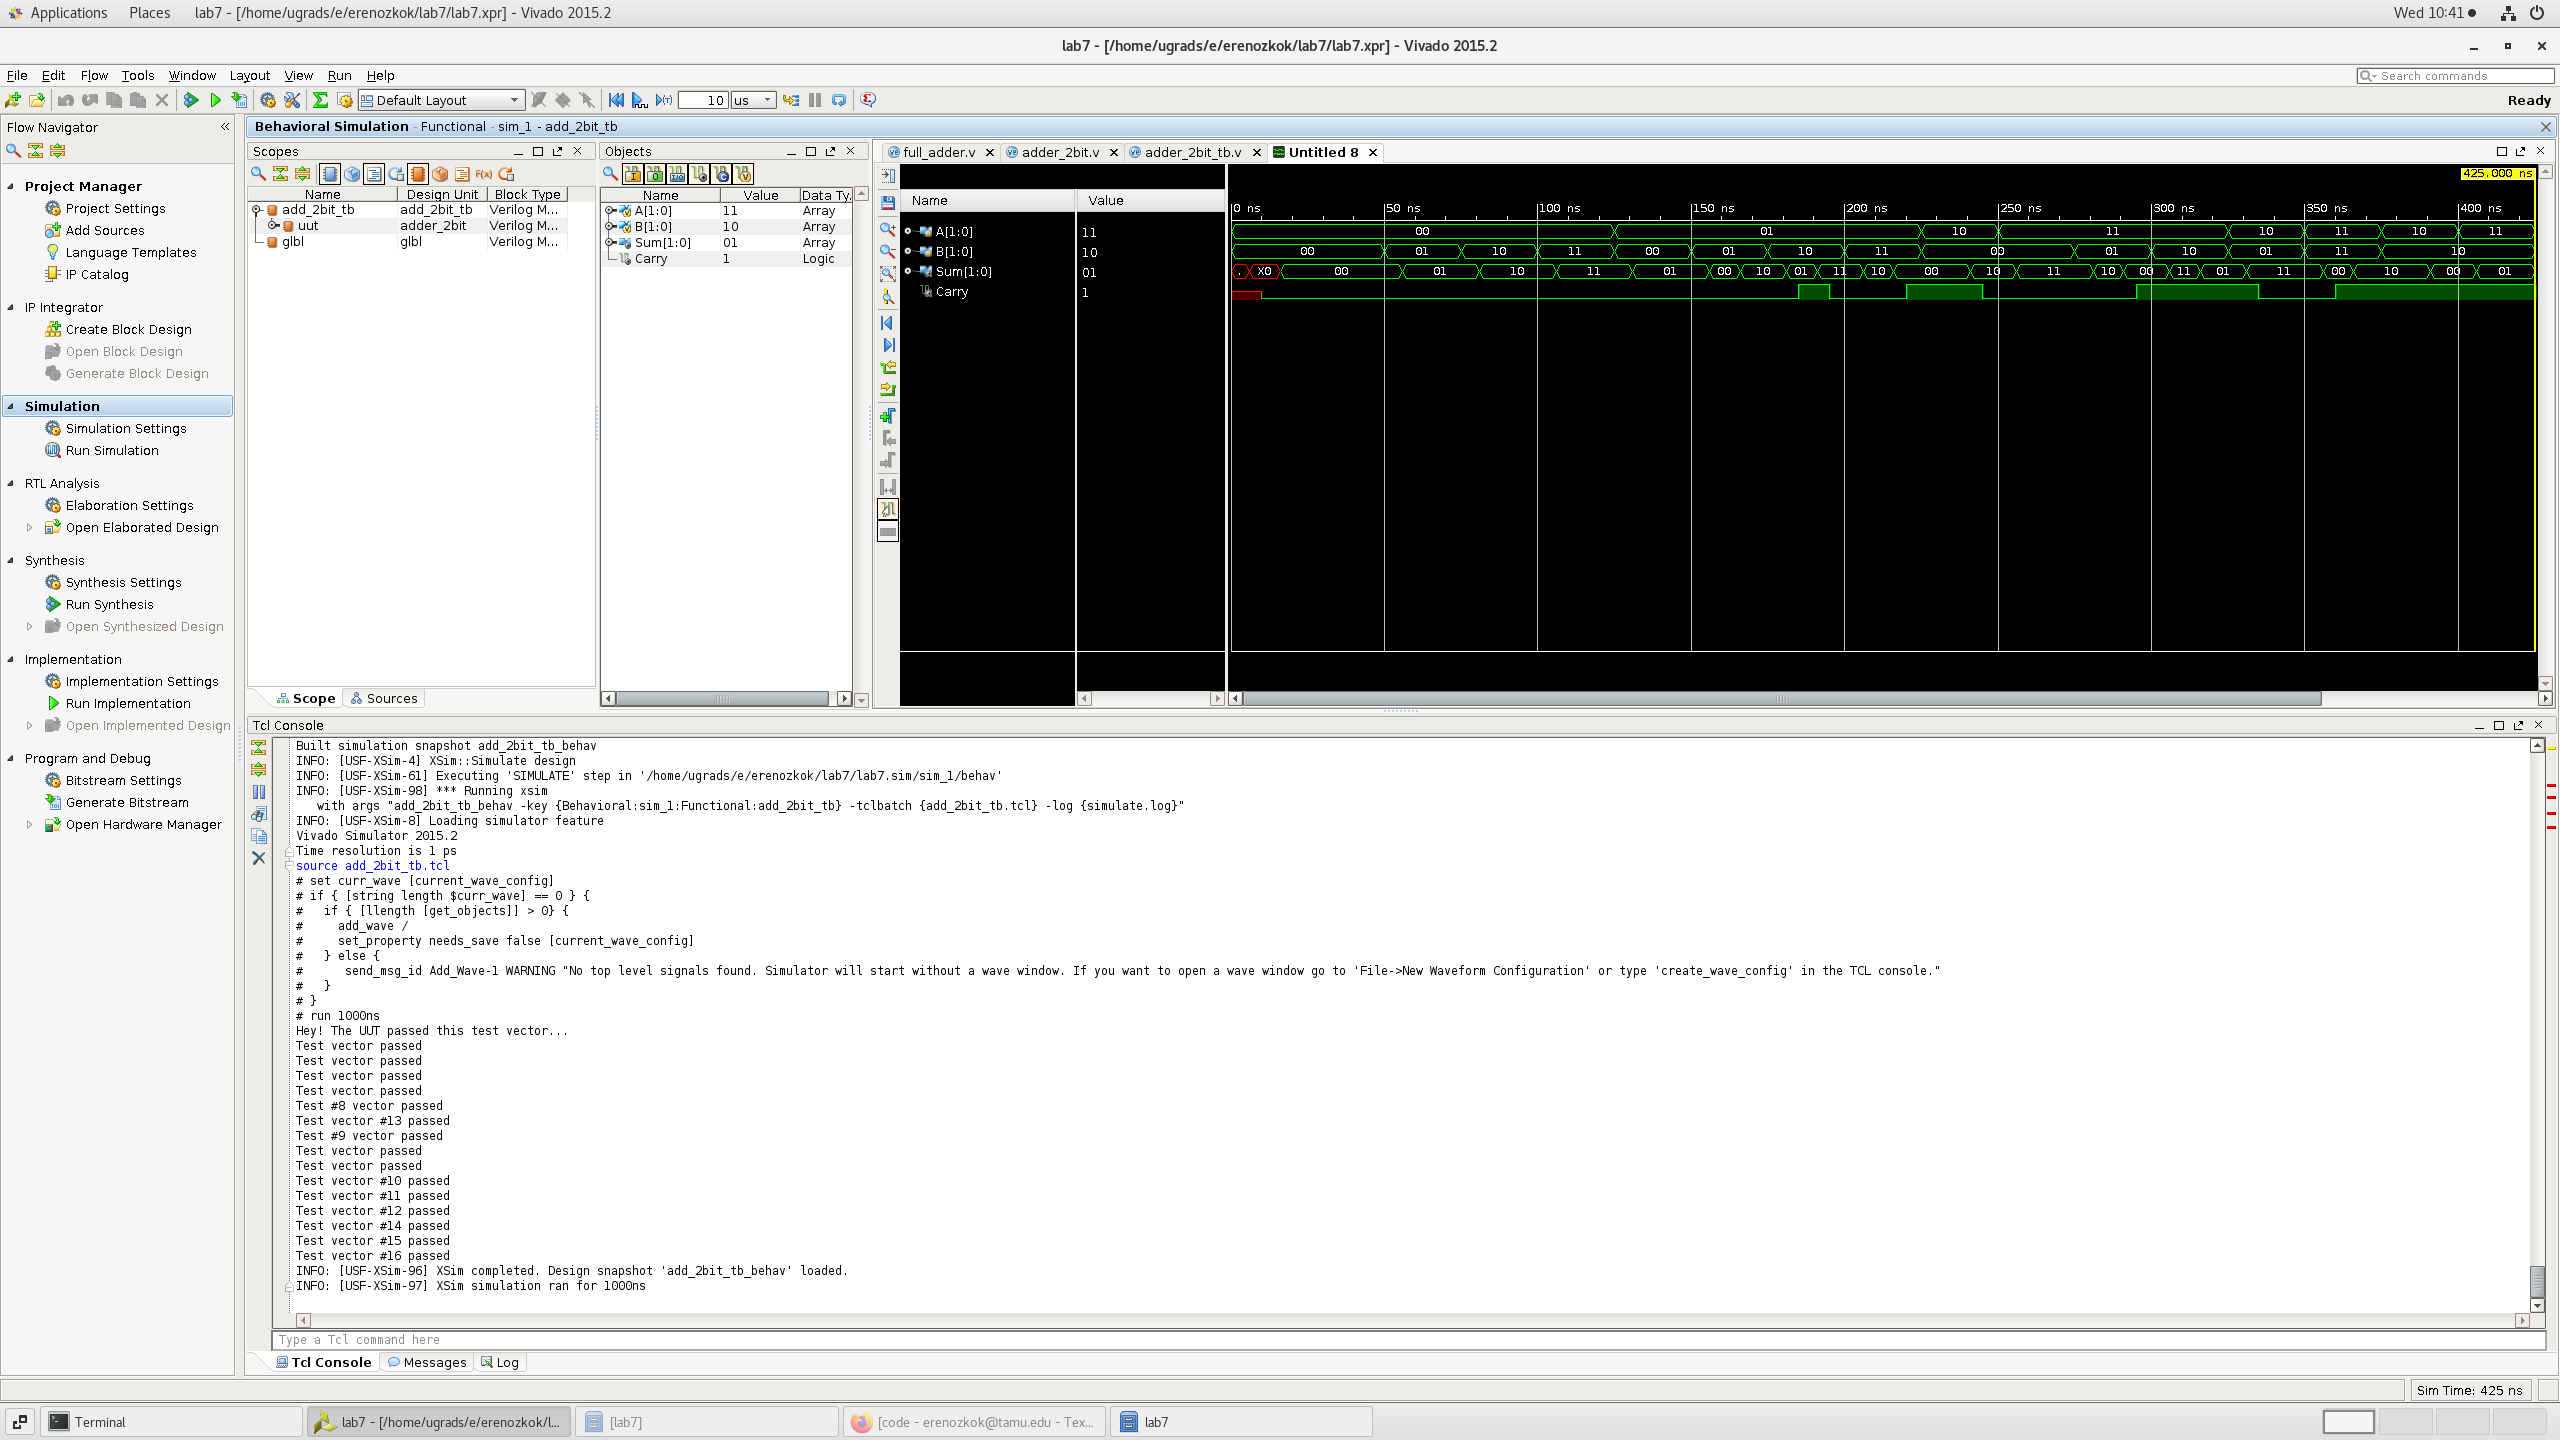 Applications Places lab7 - [/home/ugrads/e/erenozkok/lab7/lab7.xpr] - Vivado 2015.2 Wed 10:41
lab7 - [/home/ugrads/e/erenozkok/lab7/lab7.xpr] - Vivado 2015.2
File Edit Flow Tools Window Layout View Run Help Search commands
Default Layout 10 us Ready
Flow Navigator
Project Manager
Project Settings
Add Sources
Language Templates
IP Catalog
IP Integrator
Create Block Design
Open Block Design
Generate Block Design
Simulation
Simulation Settings
Run Simulation
RTL Analysis
Elaboration Settings
Open Elaborated Design
Synthesis
Synthesis Settings
Run Synthesis
Open Synthesized Design
Implementation
Implementation Settings
Run Implementation
Open Implemented Design
Program and Debug
Bitstream Settings
Generate Bitstream
Open Hardware Manager
Behavioral Simulation - Functional - sim_1 - add_2bit_tb
Scopes
Name Design Unit Block Type
add_2bit_tb add_2bit_tb Verilog M...
uut adder_2bit Verilog M...
glbl glbl Verilog M...
Scope Sources
Objects
Name Value Data Ty.
A[1:0] 11 Array
B[1:0] 10 Array
Sum[1:0] 01 Array
Carry 1 Logic
full_adder.v adder_2bit.v adder_2bit_tb.v Untitled 8
425.000 ns
Name Value
0 ns 50 ns 100 ns 150 ns 200 ns 250 ns 300 ns 350 ns 400 ns
A[1:0] 11 00 01 10 11 10 11 10 11
B[1:0] 10 00 01 10 11 00 01 10 11 00 01 10 01 11 10
Sum[1:0] 01 . X0 00 01 10 11 01 00 10 01 11 10 00 10 11 10 00 11 01 11 00 10 00 01
Carry 1
Tcl Console
Built simulation snapshot add_2bit_tb_behav
INFO: [USF-XSim-4] XSim::Simulate design
INFO: [USF-XSim-61] Executing 'SIMULATE' step in '/home/ugrads/e/erenozkok/lab7/lab7.sim/sim_1/behav'
INFO: [USF-XSim-98] *** Running xsim
with args "add_2bit_tb_behav -key {Behavioral:sim_1:Functional:add_2bit_tb} -tclbatch {add_2bit_tb.tcl} -log {simulate.log}"
INFO: [USF-XSim-8] Loading simulator feature
Vivado Simulator 2015.2
Time resolution is 1 ps
source add_2bit_tb.tcl
# set curr_wave [current_wave_config]
# if { [string length $curr_wave] == 0 } {
#   if { [llength [get_objects]] > 0} {
#     add_wave /
#     set_property needs_save false [current_wave_config]
#   } else {
#      send_msg_id Add_Wave-1 WARNING "No top level signals found. Simulator will start without a wave window. If you want to open a wave window go to 'File->New Waveform Configuration' or type 'create_wave_config' in the TCL console."
#   }
# }
# run 1000ns
Hey! The UUT passed this test vector...
Test vector passed
Test vector passed
Test vector passed
Test vector passed
Test #8 vector passed
Test vector #13 passed
Test #9 vector passed
Test vector passed
Test vector passed
Test vector #10 passed
Test vector #11 passed
Test vector #12 passed
Test vector #14 passed
Test vector #15 passed
Test vector #16 passed
INFO: [USF-XSim-96] XSim completed. Design snapshot 'add_2bit_tb_behav' loaded.
INFO: [USF-XSim-97] XSim simulation ran for 1000ns
Type a Tcl command here
Tcl Console Messages Log
Sim Time: 425 ns
Terminal lab7 - [/home/ugrads/e/erenozkok/l... [lab7] [code - erenozkok@tamu.edu - Tex... lab7